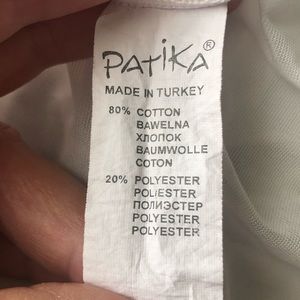 PATiKA®
MADE IN TURKEY
80% COTTON
BAWELNA
ХЛОПОК
BAUMWOLLE
COTON
20% POLYESTER
POLIESTER
ПОЛИЭСТЕР
POLYESTER
POLYESTER